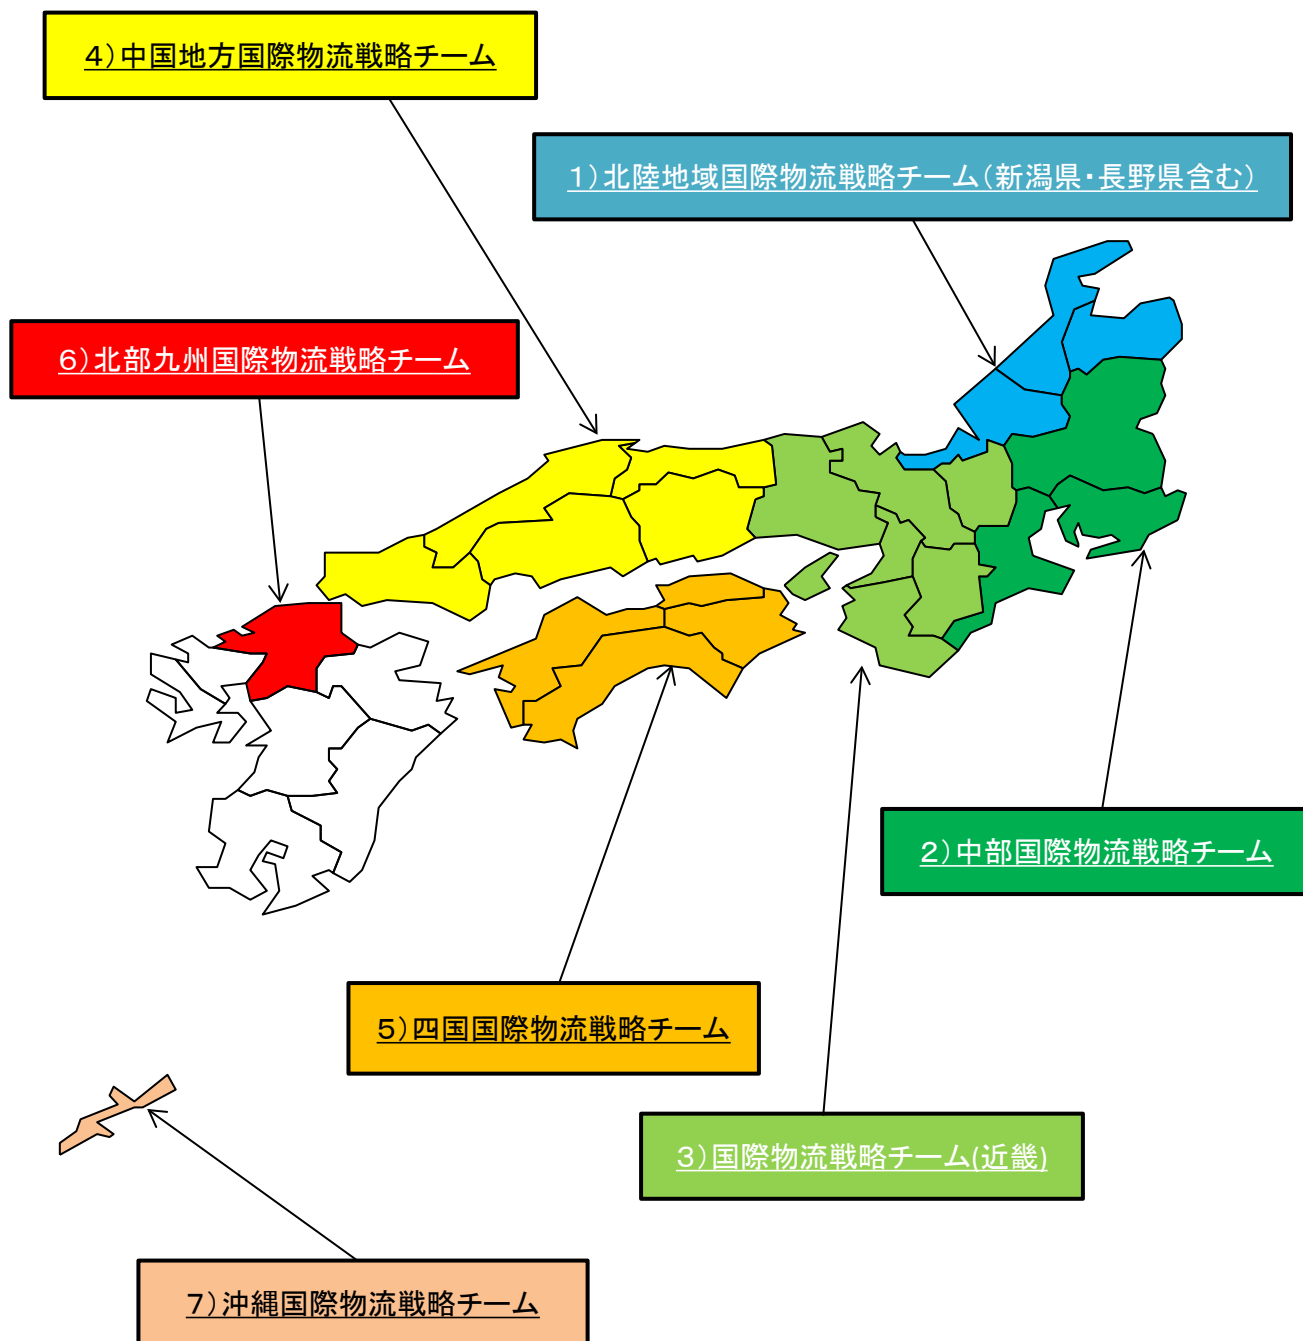 ４）中国地方国際物流戦略チーム
１）北陸地域国際物流戦略チーム（新潟県・長野県含む）
６）北部九州国際物流戦略チーム
２）中部国際物流戦略チーム
５）四国国際物流戦略チーム
３）国際物流戦略チーム(近畿)
７）沖縄国際物流戦略チーム